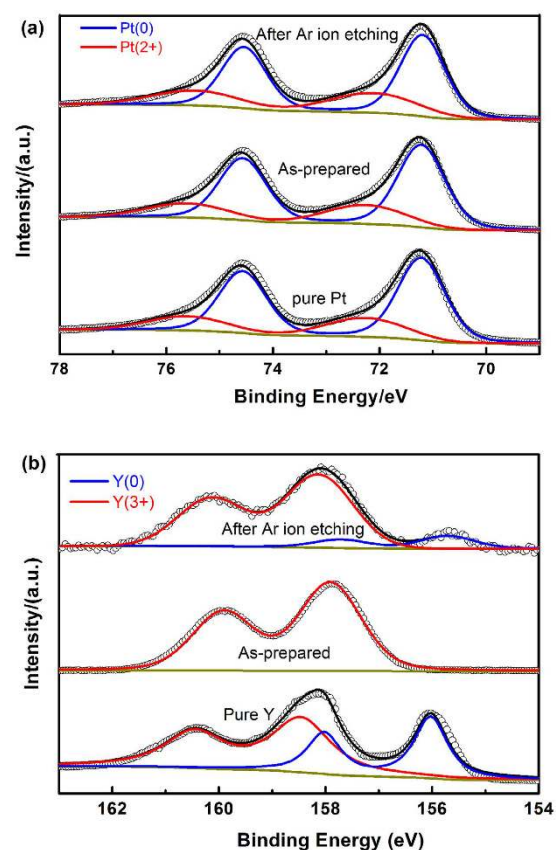 (a)
Pt(0)
Pt(2+)
After Ar ion etching
As-prepared
pure Pt
Intensity/(a.u.)
78 76 74 72 70
Binding Energy/eV
(b)
Y(0)
Y(3+)
After Ar ion etching
As-prepared
Pure Y
Intensity/(a.u.)
162 160 158 156 154
Binding Energy (eV)